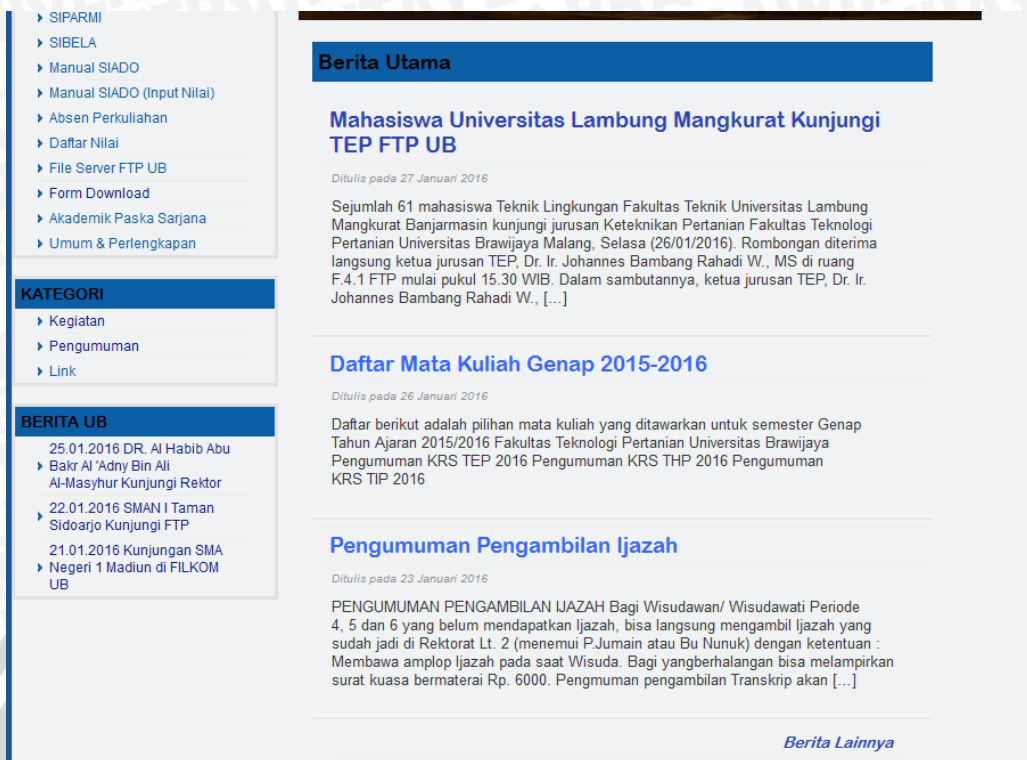 SIPARMI
SIBELA
Manual SIADO
Manual SIADO (Input Nilai)
Absen Perkuliahan
Daftar Nilai
File Server FTP UB
Form Download
Akademik Paska Sarjana
Umum & Perlengkapan
KATEGORI
Kegiatan
Pengumuman
Link
BERITA UB
25.01.2016 DR. Al Habib Abu
Bakr Al 'Adny Bin Ali
Al-Masyhur Kunjungi Rektor
22.01.2016 SMAN I Taman
Sidoarjo Kunjungi FTP
21.01.2016 Kunjungan SMA
Negeri 1 Madiun di FILKOM
UB
Berita Utama
Mahasiswa Universitas Lambung Mangkurat Kunjungi
TEP FTP UB
Ditulis pada 27 Januari 2016
Sejumlah 61 mahasiswa Teknik Lingkungan Fakultas Teknik Universitas Lambung
Mangkurat Banjarmasin kunjungi jurusan Keteknikan Pertanian Fakultas Teknologi
Pertanian Universitas Brawijaya Malang, Selasa (26/01/2016). Rombongan diterima
langsung ketua jurusan TEP, Dr. Ir. Johannes Bambang Rahadi W., MS di ruang
F.4.1 FTP mulai pukul 15.30 WIB. Dalam sambutannya, ketua jurusan TEP, Dr. Ir.
Johannes Bambang Rahadi W., […]
Daftar Mata Kuliah Genap 2015-2016
Ditulis pada 26 Januari 2016
Daftar berikut adalah pilihan mata kuliah yang ditawarkan untuk semester Genap
Tahun Ajaran 2015/2016 Fakultas Teknologi Pertanian Universitas Brawijaya
Pengumuman KRS TEP 2016 Pengumuman KRS THP 2016 Pengumuman
KRS TIP 2016
Pengumuman Pengambilan Ijazah
Ditulis pada 23 Januari 2016
PENGUMUMAN PENGAMBILAN IJAZAH Bagi Wisudawan/ Wisudawati Periode
4, 5 dan 6 yang belum mendapatkan Ijazah, bisa langsung mengambil Ijazah yang
sudah jadi di Rektorat Lt. 2 (menemui P.Jumain atau Bu Nunuk) dengan ketentuan :
Membawa amplop Ijazah pada saat Wisuda. Bagi yangberhalangan bisa melampirkan
surat kuasa bermaterai Rp. 6000. Pengmuman pengambilan Transkrip akan […]
Berita Lainnya